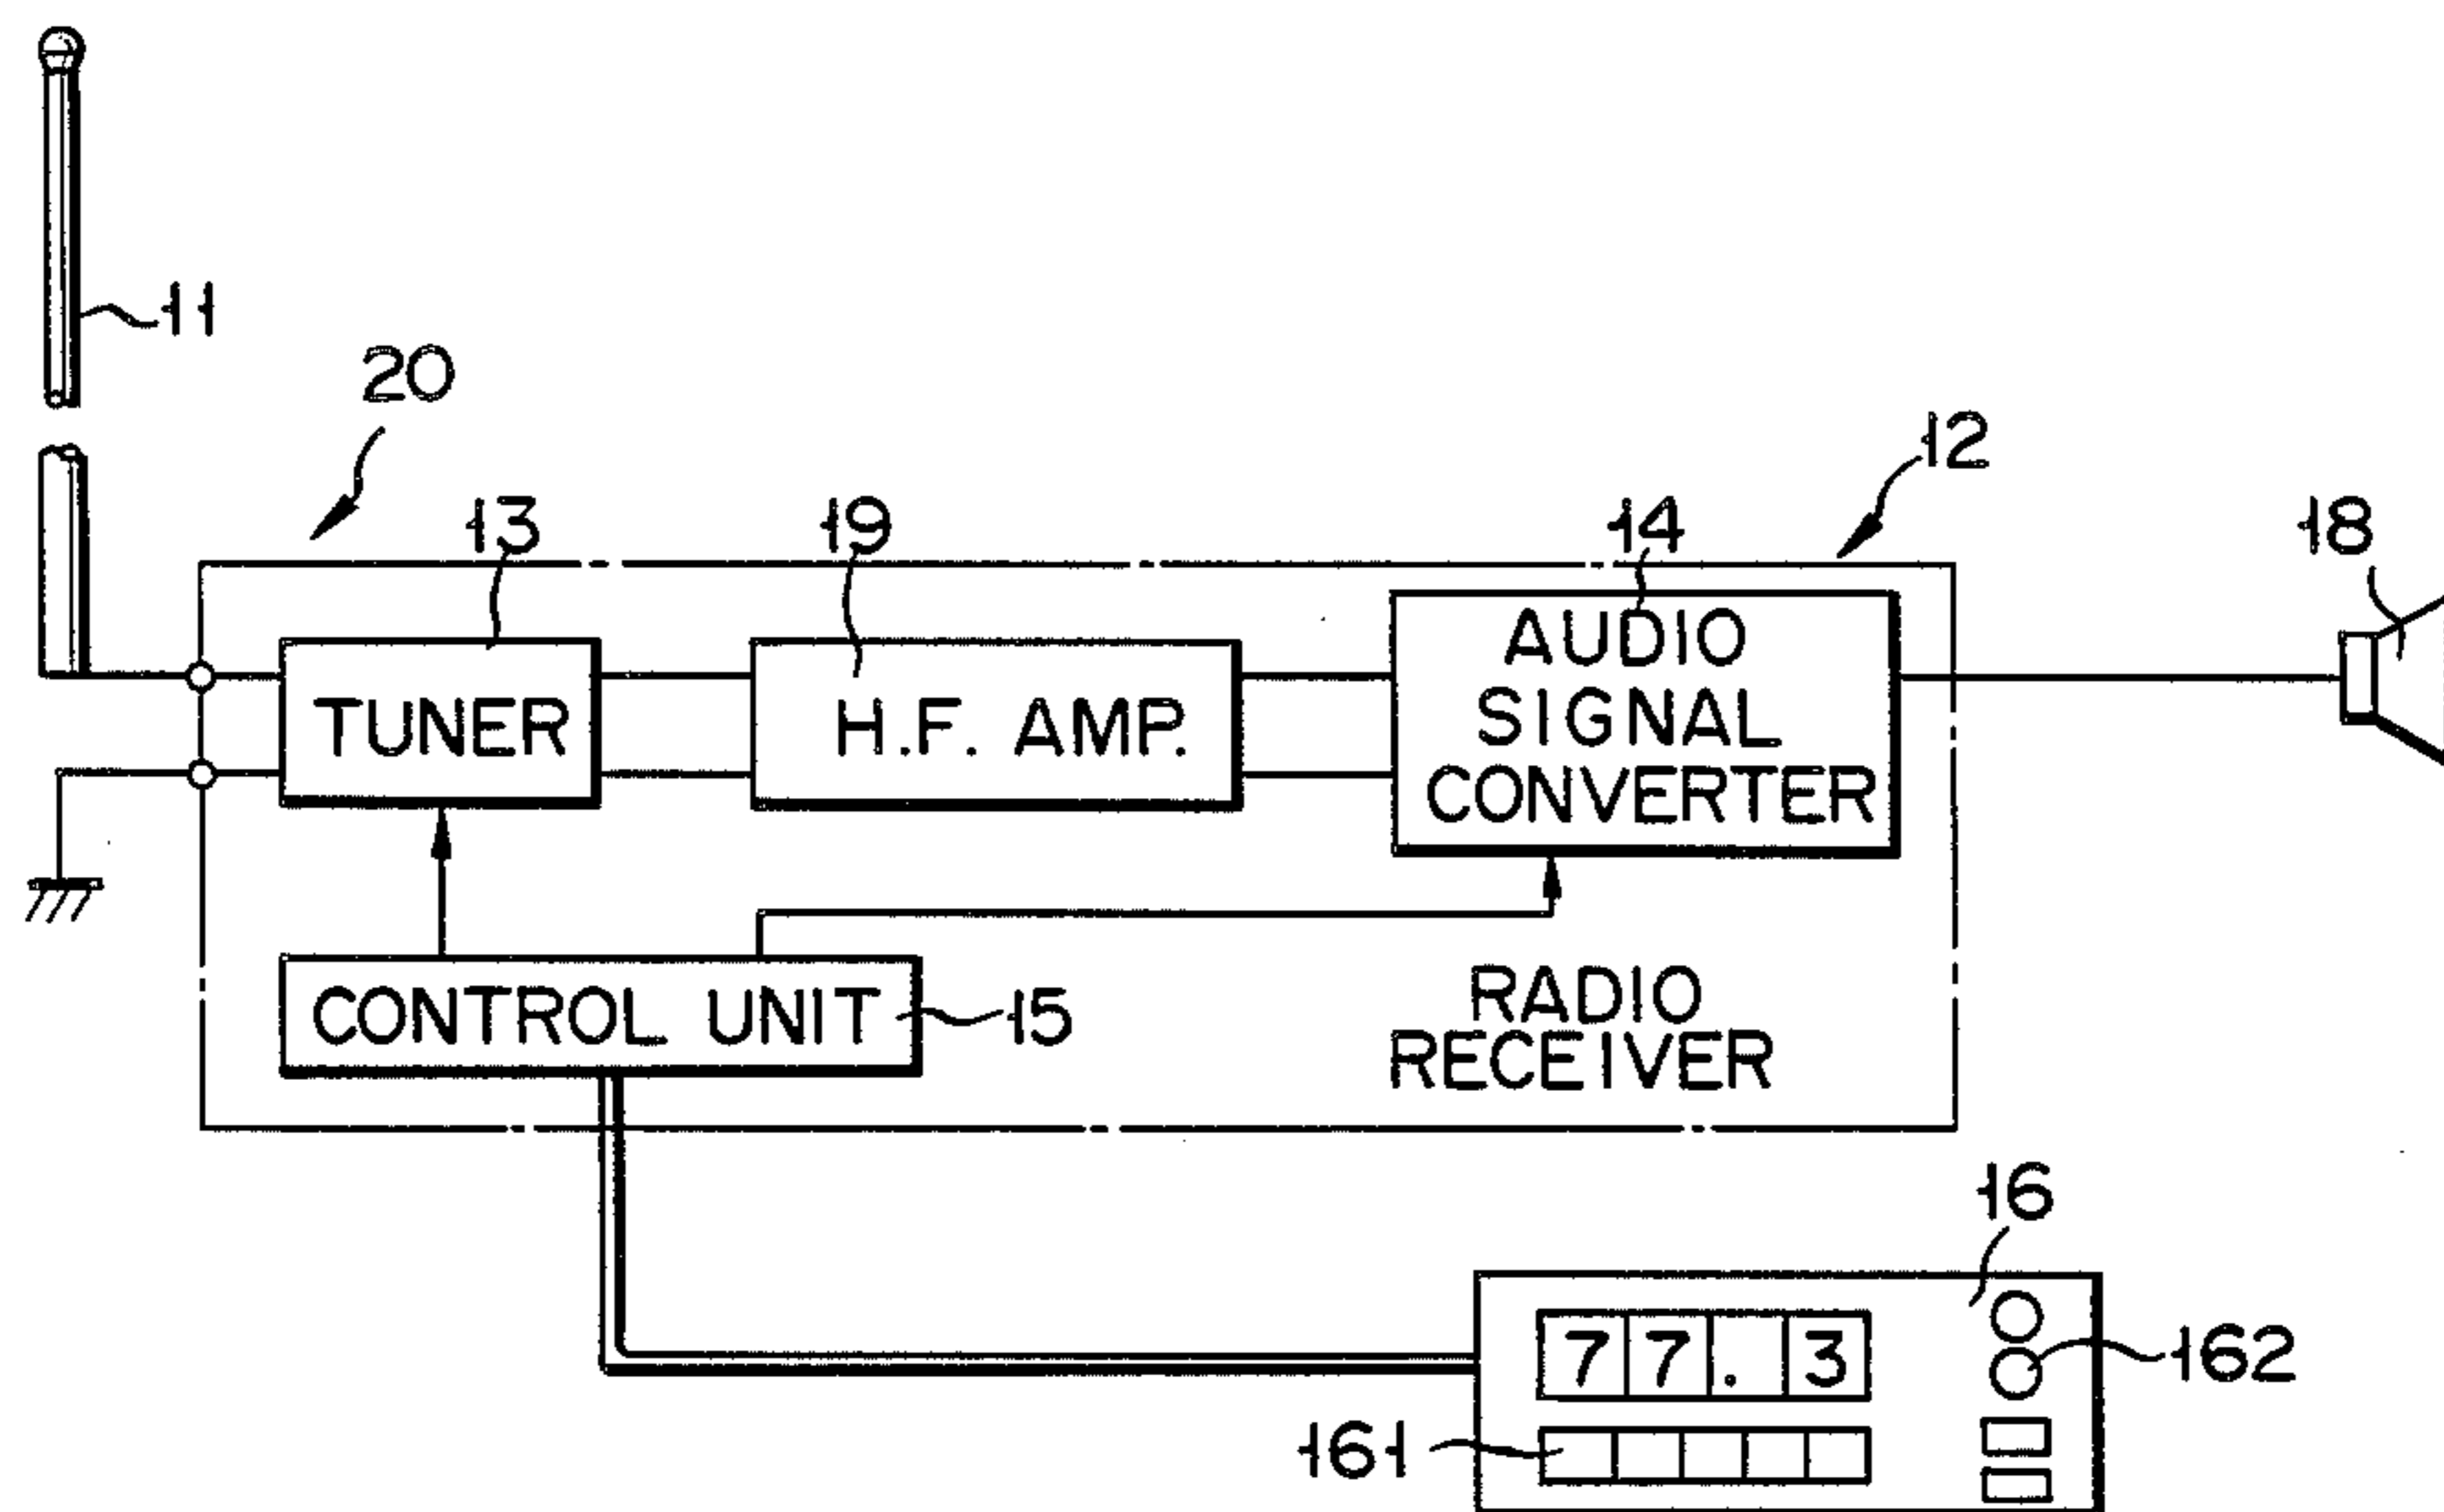 11
20
12
13
19
14
18
TUNER
H.F. AMP.
AUDIO
SIGNAL
CONVERTER
CONTROL UNIT
15
RADIO
RECEIVER
16
77.3
162
161